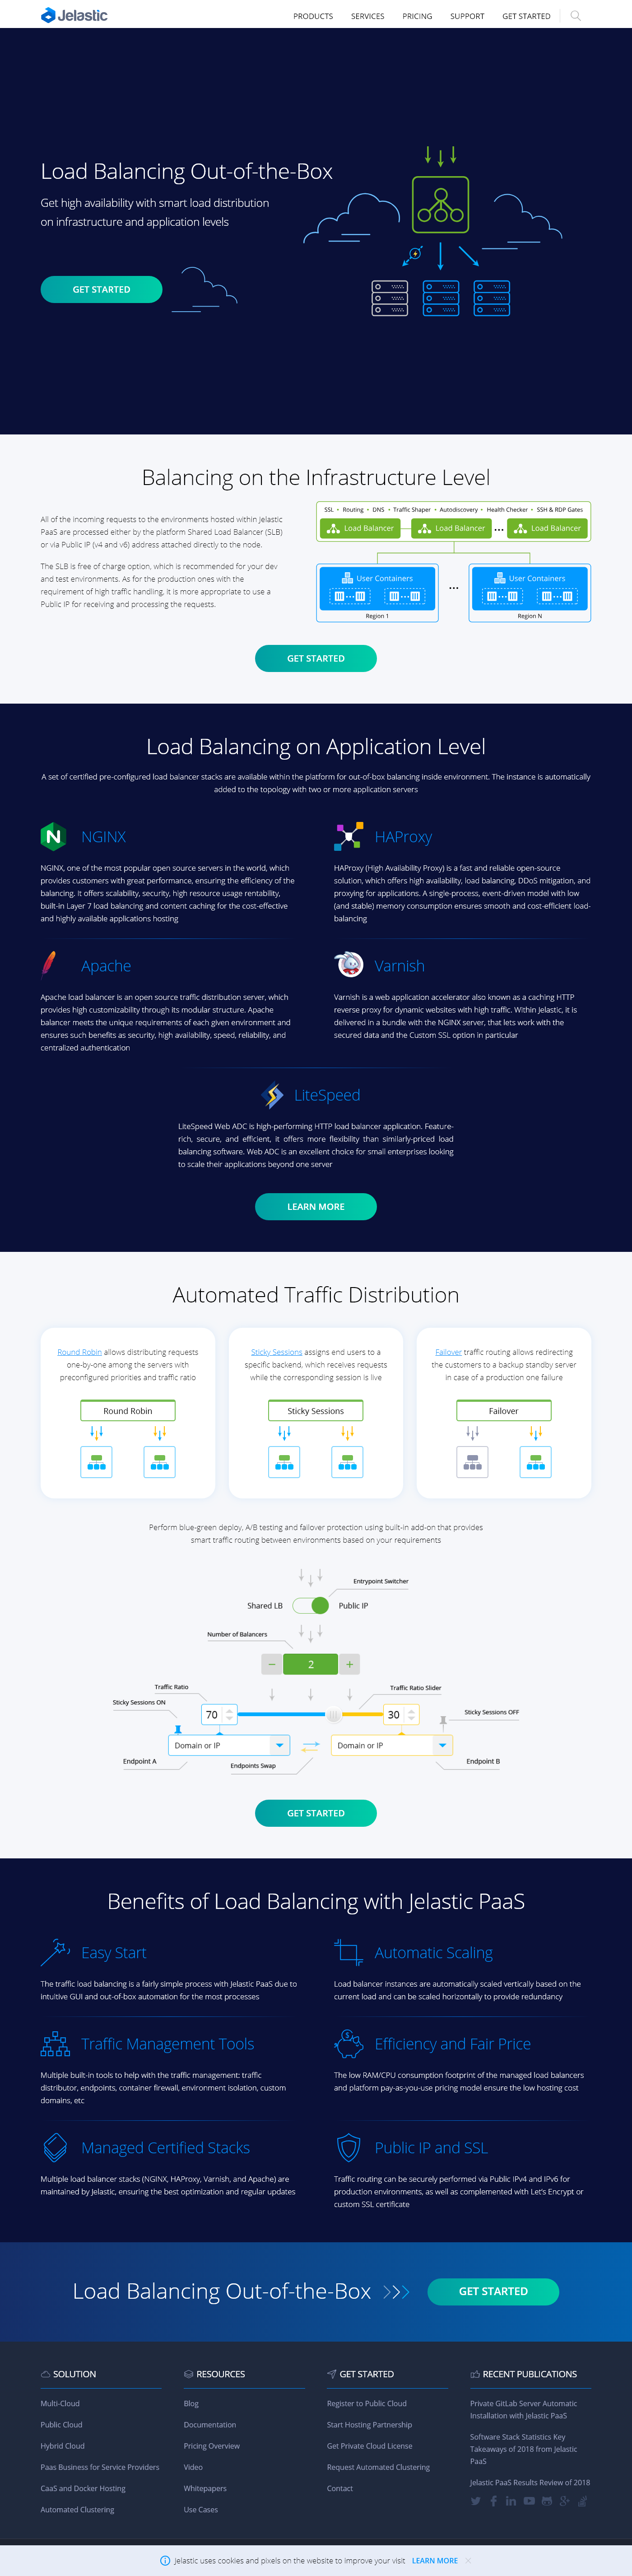 Jelastic
PRODUCTS SERVICES PRICING SUPPORT GET STARTED
Load Balancing Out-of-the-Box
Get high availability with smart load distribution
on infrastructure and application levels
GET STARTED
Balancing on the Infrastructure Level
All of the incoming requests to the environments hosted within Jelastic
PaaS are processed either by the platform Shared Load Balancer (SLB)
or via Public IP (v4 and v6) address attached directly to the node.
The SLB is free of charge option, which is recommended for your dev
and test environments. As for the production ones with the
requirement of high traffic handling, it is more appropriate to use a
Public IP for receiving and processing the requests.
SSL • Routing • DNS • Traffic Shaper • Autodiscovery • Health Checker • SSH & RDP Gates
Load Balancer Load Balancer ••• Load Balancer
User Containers ••• User Containers
Region 1 Region N
GET STARTED
Load Balancing on Application Level
A set of certified pre-configured load balancer stacks are available within the platform for out-of-box balancing inside environment. The instance is automatically
added to the topology with two or more application servers
NGINX
NGINX, one of the most popular open source servers in the world, which
provides customers with great performance, ensuring the efficiency of the
balancing. It offers scalability, security, high resource usage rentability,
built-in Layer 7 load balancing and content caching for the cost-effective
and highly available applications hosting
HAProxy
HAProxy (High Availability Proxy) is a fast and reliable open-source
solution, which offers high availability, load balancing, DDoS mitigation, and
proxying for applications. A single-process, event-driven model with low
(and stable) memory consumption ensures smooth and cost-efficient load-
balancing
Apache
Apache load balancer is an open source traffic distribution server, which
provides high customizability through its modular structure. Apache
balancer meets the unique requirements of each given environment and
ensures such benefits as security, high availability, speed, reliability, and
centralized authentication
Varnish
Varnish is a web application accelerator also known as a caching HTTP
reverse proxy for dynamic websites with high traffic. Within Jelastic, it is
delivered in a bundle with the NGINX server, that lets work with the
secured data and the Custom SSL option in particular
LiteSpeed
LiteSpeed Web ADC is high-performing HTTP load balancer application. Feature-
rich, secure, and efficient, it offers more flexibility than similarly-priced load
balancing software. Web ADC is an excellent choice for small enterprises looking
to scale their applications beyond one server
LEARN MORE
Automated Traffic Distribution
Round Robin allows distributing requests
one-by-one among the servers with
preconfigured priorities and traffic ratio
Round Robin
Sticky Sessions assigns end users to a
specific backend, which receives requests
while the corresponding session is live
Sticky Sessions
Failover traffic routing allows redirecting
the customers to a backup standby server
in case of a production one failure
Failover
Perform blue-green deploy, A/B testing and failover protection using built-in add-on that provides
smart traffic routing between environments based on your requirements
Entrypoint Switcher
Shared LB Public IP
Number of Balancers
− 2 +
Traffic Ratio Traffic Ratio Slider
Sticky Sessions ON 70 30 Sticky Sessions OFF
Domain or IP Domain or IP
Endpoint A Endpoints Swap Endpoint B
GET STARTED
Benefits of Load Balancing with Jelastic PaaS
Easy Start
The traffic load balancing is a fairly simple process with Jelastic PaaS due to
intuitive GUI and out-of-box automation for the most processes
Automatic Scaling
Load balancer instances are automatically scaled vertically based on the
current load and can be scaled horizontally to provide redundancy
Traffic Management Tools
Multiple built-in tools to help with the traffic management: traffic
distributor, endpoints, container firewall, environment isolation, custom
domains, etc
Efficiency and Fair Price
The low RAM/CPU consumption footprint of the managed load balancers
and platform pay-as-you-use pricing model ensure the low hosting cost
Managed Certified Stacks
Multiple load balancer stacks (NGINX, HAProxy, Varnish, and Apache) are
maintained by Jelastic, ensuring the best optimization and regular updates
Public IP and SSL
Traffic routing can be securely performed via Public IPv4 and IPv6 for
production environments, as well as complemented with Let's Encrypt or
custom SSL certificate
Load Balancing Out-of-the-Box
GET STARTED
SOLUTION
Multi-Cloud
Public Cloud
Hybrid Cloud
Paas Business for Service Providers
CaaS and Docker Hosting
Automated Clustering
RESOURCES
Blog
Documentation
Pricing Overview
Video
Whitepapers
Use Cases
GET STARTED
Register to Public Cloud
Start Hosting Partnership
Get Private Cloud License
Request Automated Clustering
Contact
RECENT PUBLICATIONS
Private GitLab Server Automatic
Installation with Jelastic PaaS
Software Stack Statistics Key
Takeaways of 2018 from Jelastic
PaaS
Jelastic PaaS Results Review of 2018
Jelastic uses cookies and pixels on the website to improve your visit LEARN MORE